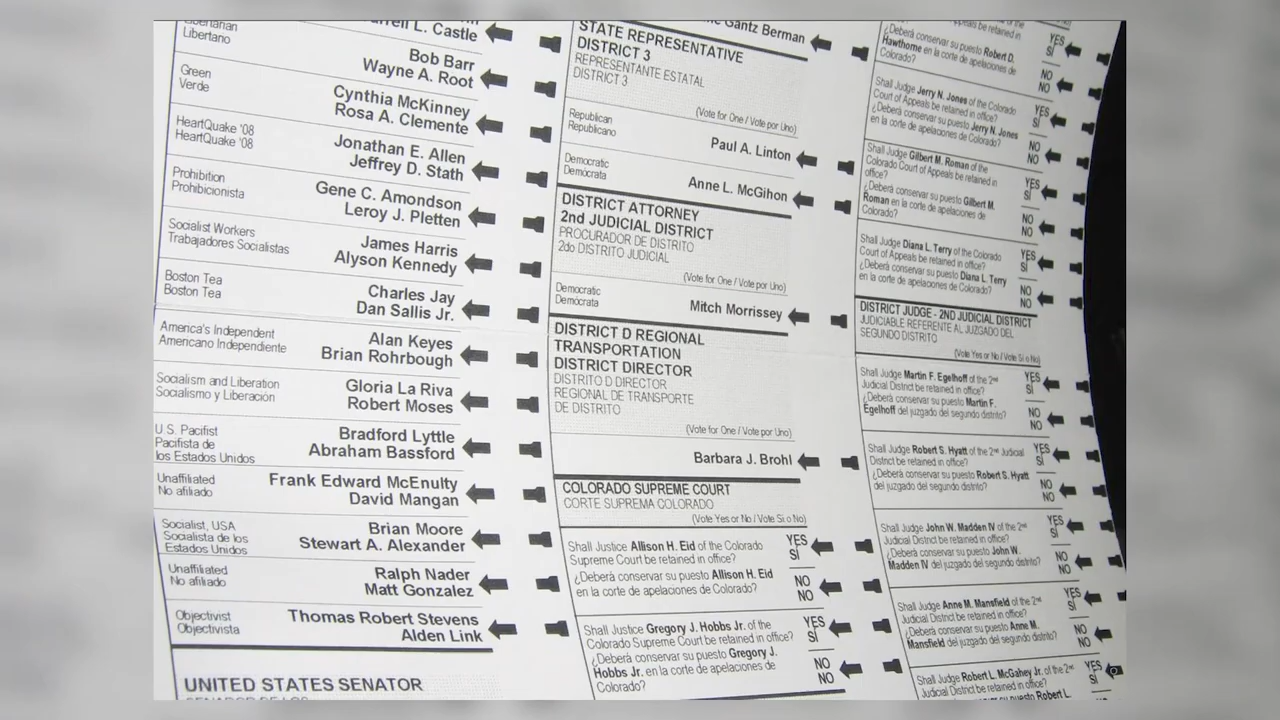 Libertarian
Libertano
Darrell L. Castle
Bob Barr
Wayne A. Root
Green
Verde
Cynthia McKinney
Rosa A. Clemente
HeartQuake '08
HeartQuake '08
Jonathan E. Allen
Jeffrey D. Stath
Prohibition
Prohibicionista
Gene C. Amondson
Leroy J. Pletten
Socialist Workers
Trabajadores Socialistas
James Harris
Alyson Kennedy
Boston Tea
Boston Tea
Charles Jay
Dan Sallis Jr.
America's Independent
Americano Independiente
Alan Keyes
Brian Rohrbough
Socialism and Liberation
Socialismo y Liberación
Gloria La Riva
Robert Moses
U.S. Pacifist
Pacifista de
los Estados Unidos
Bradford Lyttle
Abraham Bassford
Unaffiliated
No afiliado
Frank Edward McEnulty
David Mangan
Socialist, USA
Socialista de los
Estados Unidos
Brian Moore
Stewart A. Alexander
Unaffiliated
No afiliado
Ralph Nader
Matt Gonzalez
Objectivist
Objectivista
Thomas Robert Stevens
Alden Link
UNITED STATES SENATOR
Gantz Berman
STATE REPRESENTATIVE
DISTRICT 3
REPRESENTANTE ESTATAL
DISTRICT 3
(Vote for One / Vote por Uno)
Republican
Republicano
Paul A. Linton
Democratic
Demócrata
Anne L. McGihon
DISTRICT ATTORNEY
2nd JUDICIAL DISTRICT
PROCURADOR DE DISTRITO
2do DISTRITO JUDICIAL
(Vote for One / Vote por Uno)
Democratic
Demócrata
Mitch Morrissey
DISTRICT D REGIONAL
TRANSPORTATION
DISTRICT DIRECTOR
DISTRITO D DIRECTOR
REGIONAL DE TRANSPORTE
DE DISTRITO
(Vote for One / Vote por Uno)
Barbara J. Brohl
COLORADO SUPREME COURT
CORTE SUPREMA COLORADO
(Vote Yes or No / Vote Sí o No)
Shall Justice Allison H. Eid of the Colorado
Supreme Court be retained in office?
¿Deberá conservar su puesto Allison H. Eid
en la corte de apelaciones de Colorado?
YES
SÍ
NO
NO
Shall Justice Gregory J. Hobbs Jr. of the
Colorado Supreme Court be retained in office?
¿Deberá conservar su puesto Gregory J.
Hobbs Jr. en la corte de apelaciones de
Colorado?
YES
SÍ
NO
NO
Appeals be retained in
¿Deberá conservar su puesto Robert D.
Hawthorne en la corte de apelaciones de
Colorado?
YES
SÍ
NO
NO
Shall Judge Jerry N. Jones of the Colorado
Court of Appeals be retained in office?
¿Deberá conservar su puesto Jerry N. Jones
en la corte de apelaciones de Colorado?
YES
SÍ
NO
NO
Shall Judge Gilbert M. Roman of the
Colorado Court of Appeals be retained in
office?
¿Deberá conservar su puesto Gilbert M.
Roman en la corte de apelaciones de
Colorado?
YES
SÍ
NO
NO
Shall Judge Diana L. Terry of the Colorado
Court of Appeals be retained in office?
¿Deberá conservar su puesto Diana L. Terry
en la corte de apelaciones de Colorado?
YES
SÍ
NO
NO
DISTRICT JUDGE - 2ND JUDICIAL DISTRICT
JUDICIABLE REFERENTE AL JUZGADO DEL
SEGUNDO DISTRITO
(Vote Yes or No / Vote Sí o No)
Shall Judge Martin F. Egelhoff of the 2nd
Judicial District be retained in office?
¿Deberá conservar su puesto Martin F.
Egelhoff del juzgado del segundo distrito?
YES
SÍ
NO
NO
Shall Judge Robert S. Hyatt of the 2nd Judicial
District be retained in office?
¿Deberá conservar su puesto Robert S. Hyatt
del juzgado del segundo distrito?
YES
SÍ
NO
NO
Shall Judge John W. Madden IV of the 2nd
Judicial District be retained in office?
¿Deberá conservar su puesto John W.
Madden IV del juzgado del segundo distrito?
YES
SÍ
NO
NO
Shall Judge Anne M. Mansfield of the 2nd
Judicial District be retained in office?
¿Deberá conservar su puesto Anne M.
Mansfield del juzgado del segundo distrito?
YES
SÍ
NO
NO
Shall Judge Robert L. McGahey Jr. of the 2nd
Judicial District be retained in office?
¿Deberá conservar su puesto Robert L.
YES
SÍ